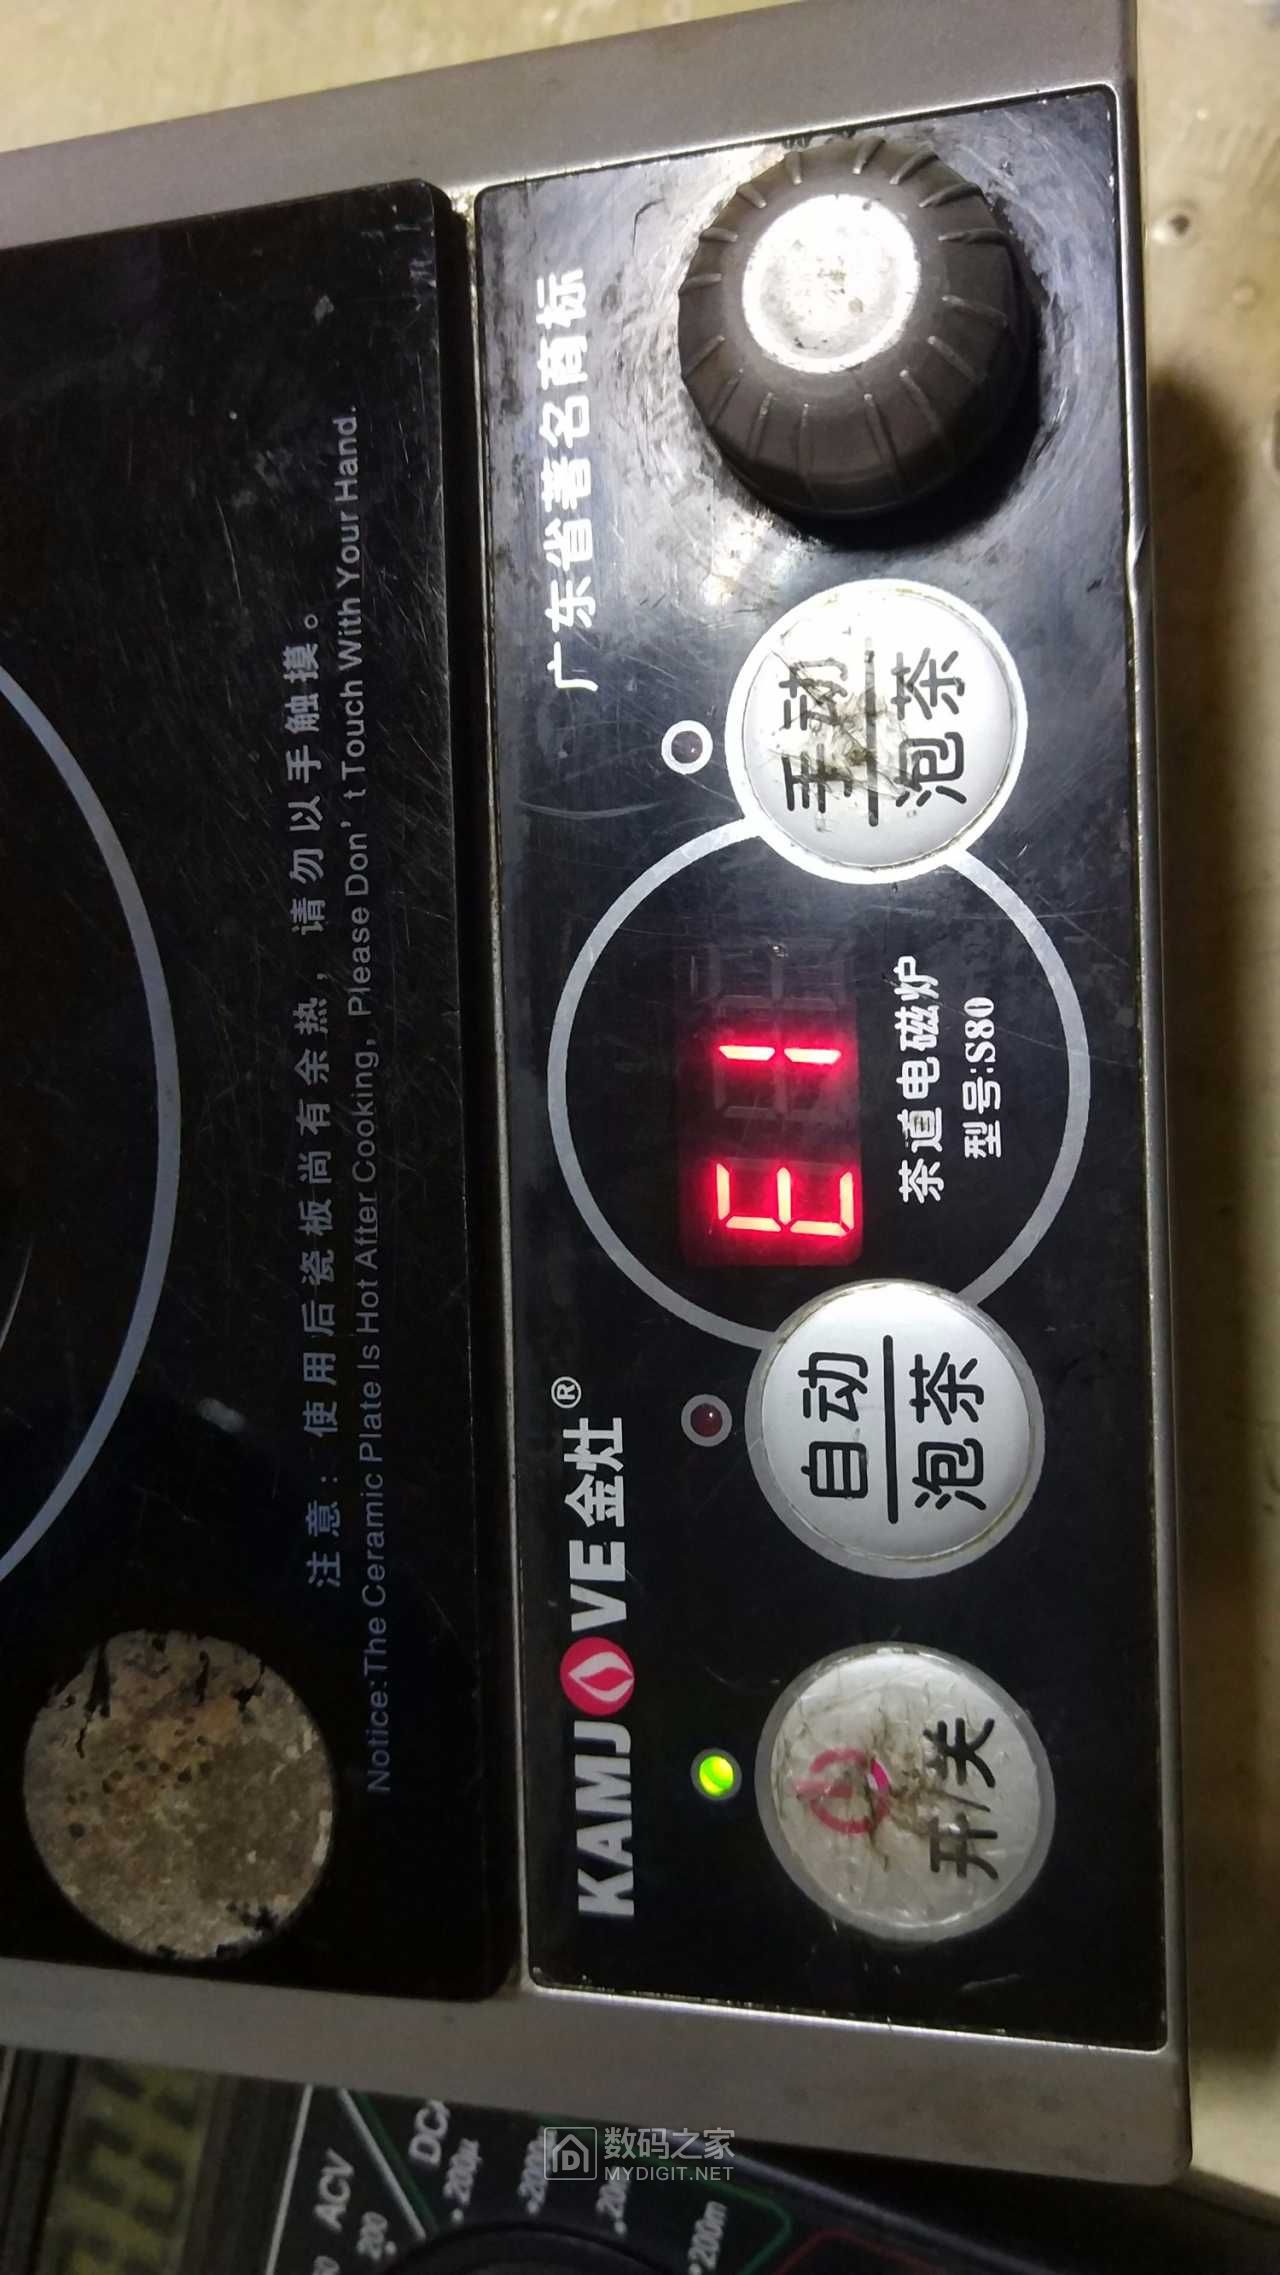 注意：使用后瓷板尚有余热，请勿以手触摸。
Notice:The Ceramic Plate Is Hot After Cooking, Please Don't Touch With Your Hand.
KAMJOVE金灶®
广东省著名商标
开/关
自动
泡茶
E1
茶道电磁炉
型号:S80
手动
泡茶
ACV
200
200μ
200m
数码之家
MYDIGIT.NET